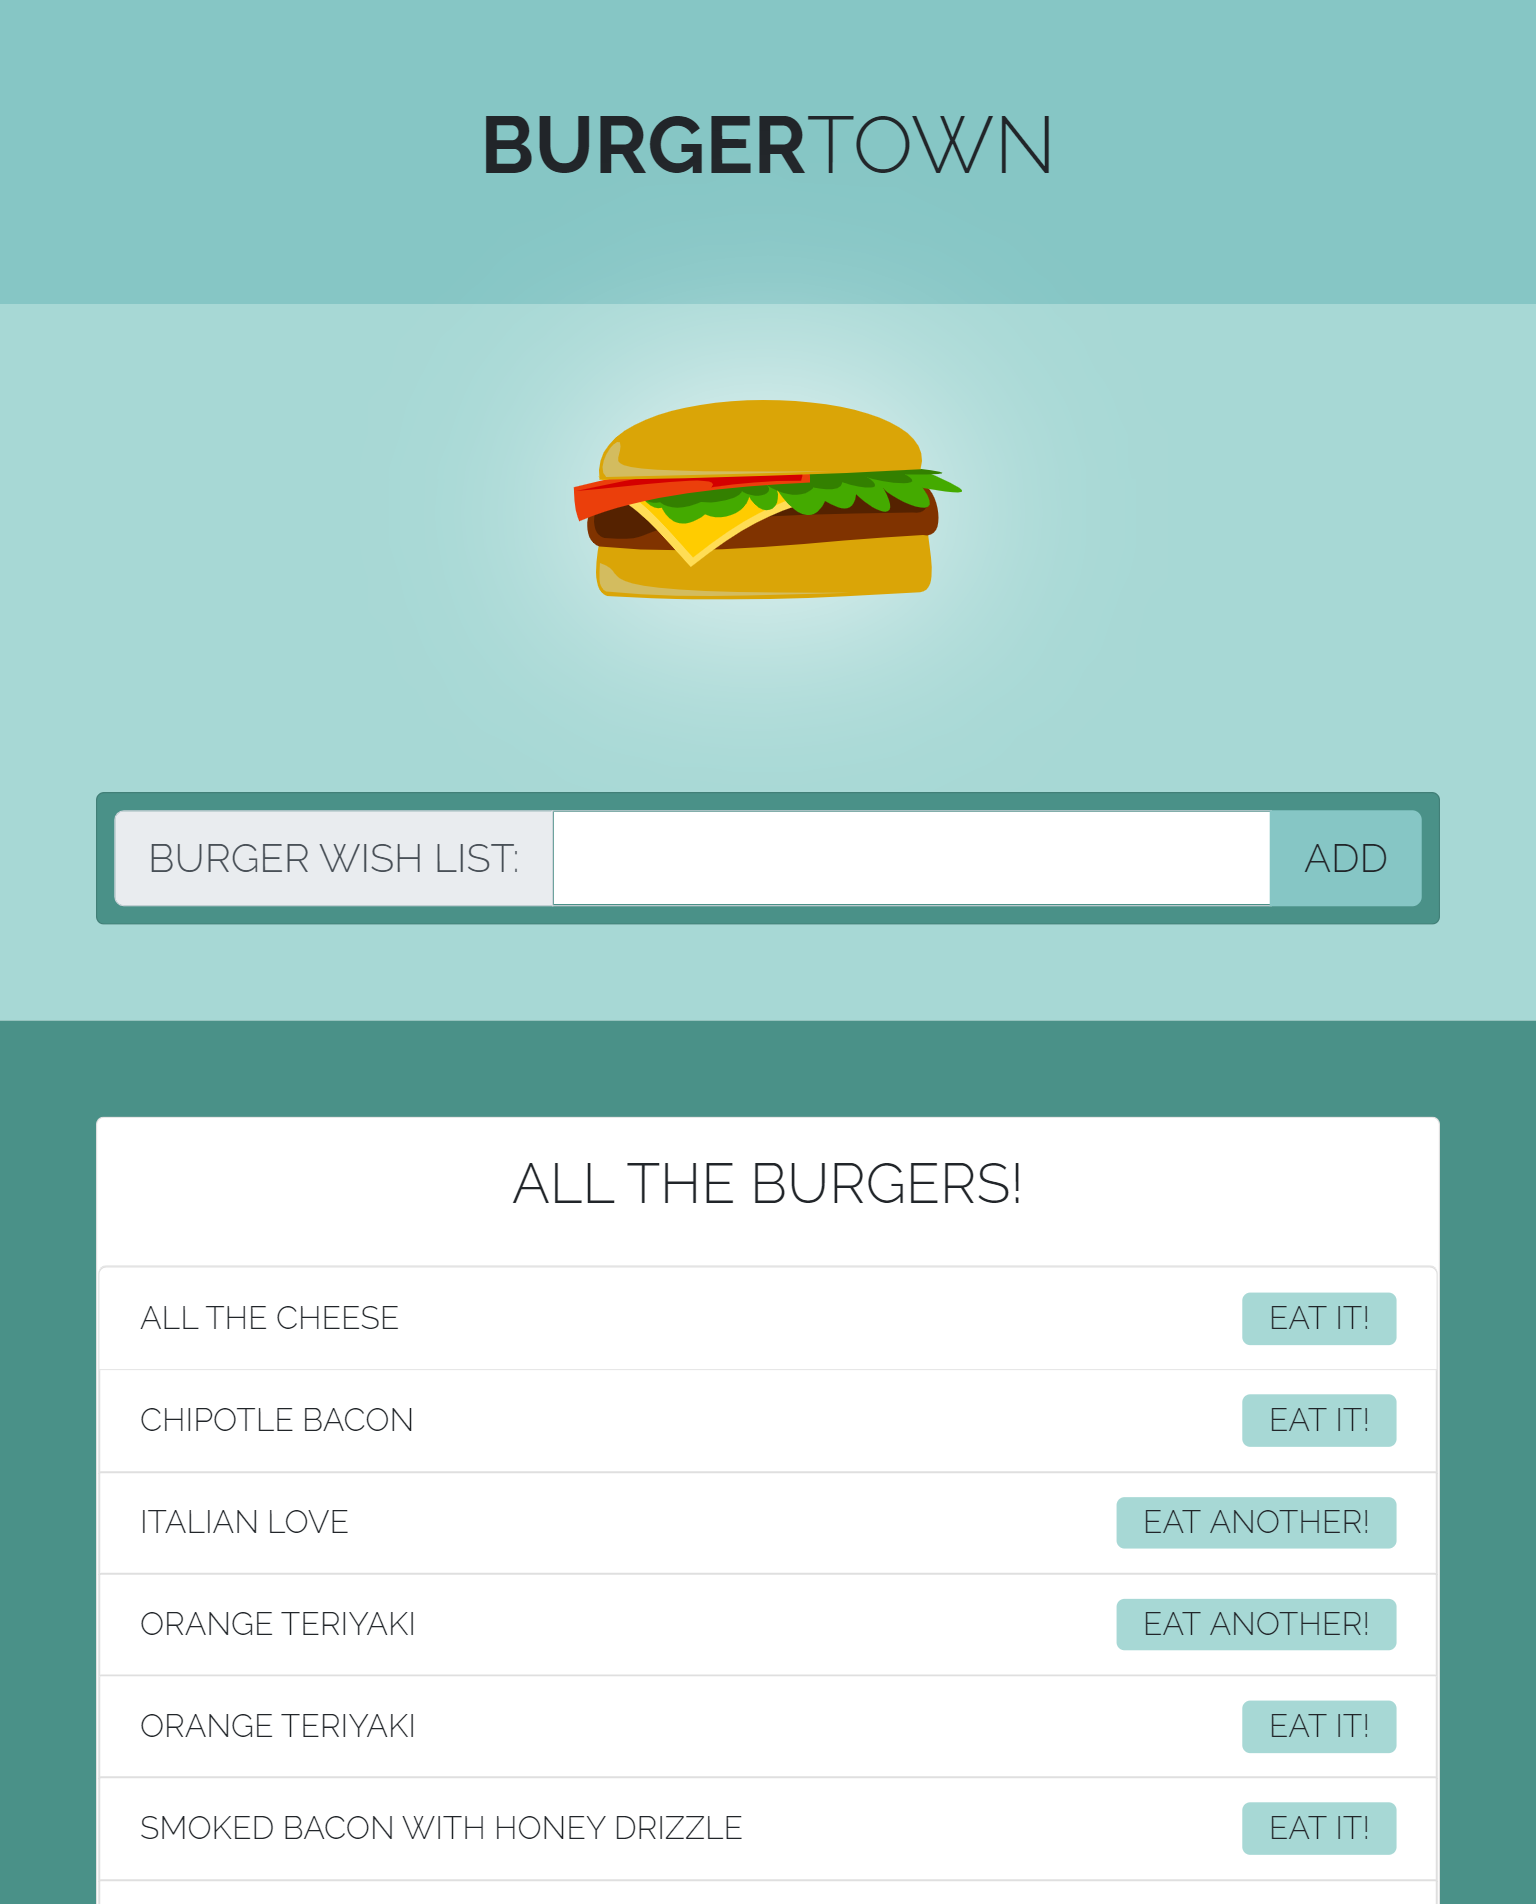 BURGERTOWN
BURGER WISH LIST:
ADD
ALL THE BURGERS!
ALL THE CHEESE
EAT IT!
CHIPOTLE BACON
EAT IT!
ITALIAN LOVE
EAT ANOTHER!
ORANGE TERIYAKI
EAT ANOTHER!
ORANGE TERIYAKI
EAT IT!
SMOKED BACON WITH HONEY DRIZZLE
EAT IT!